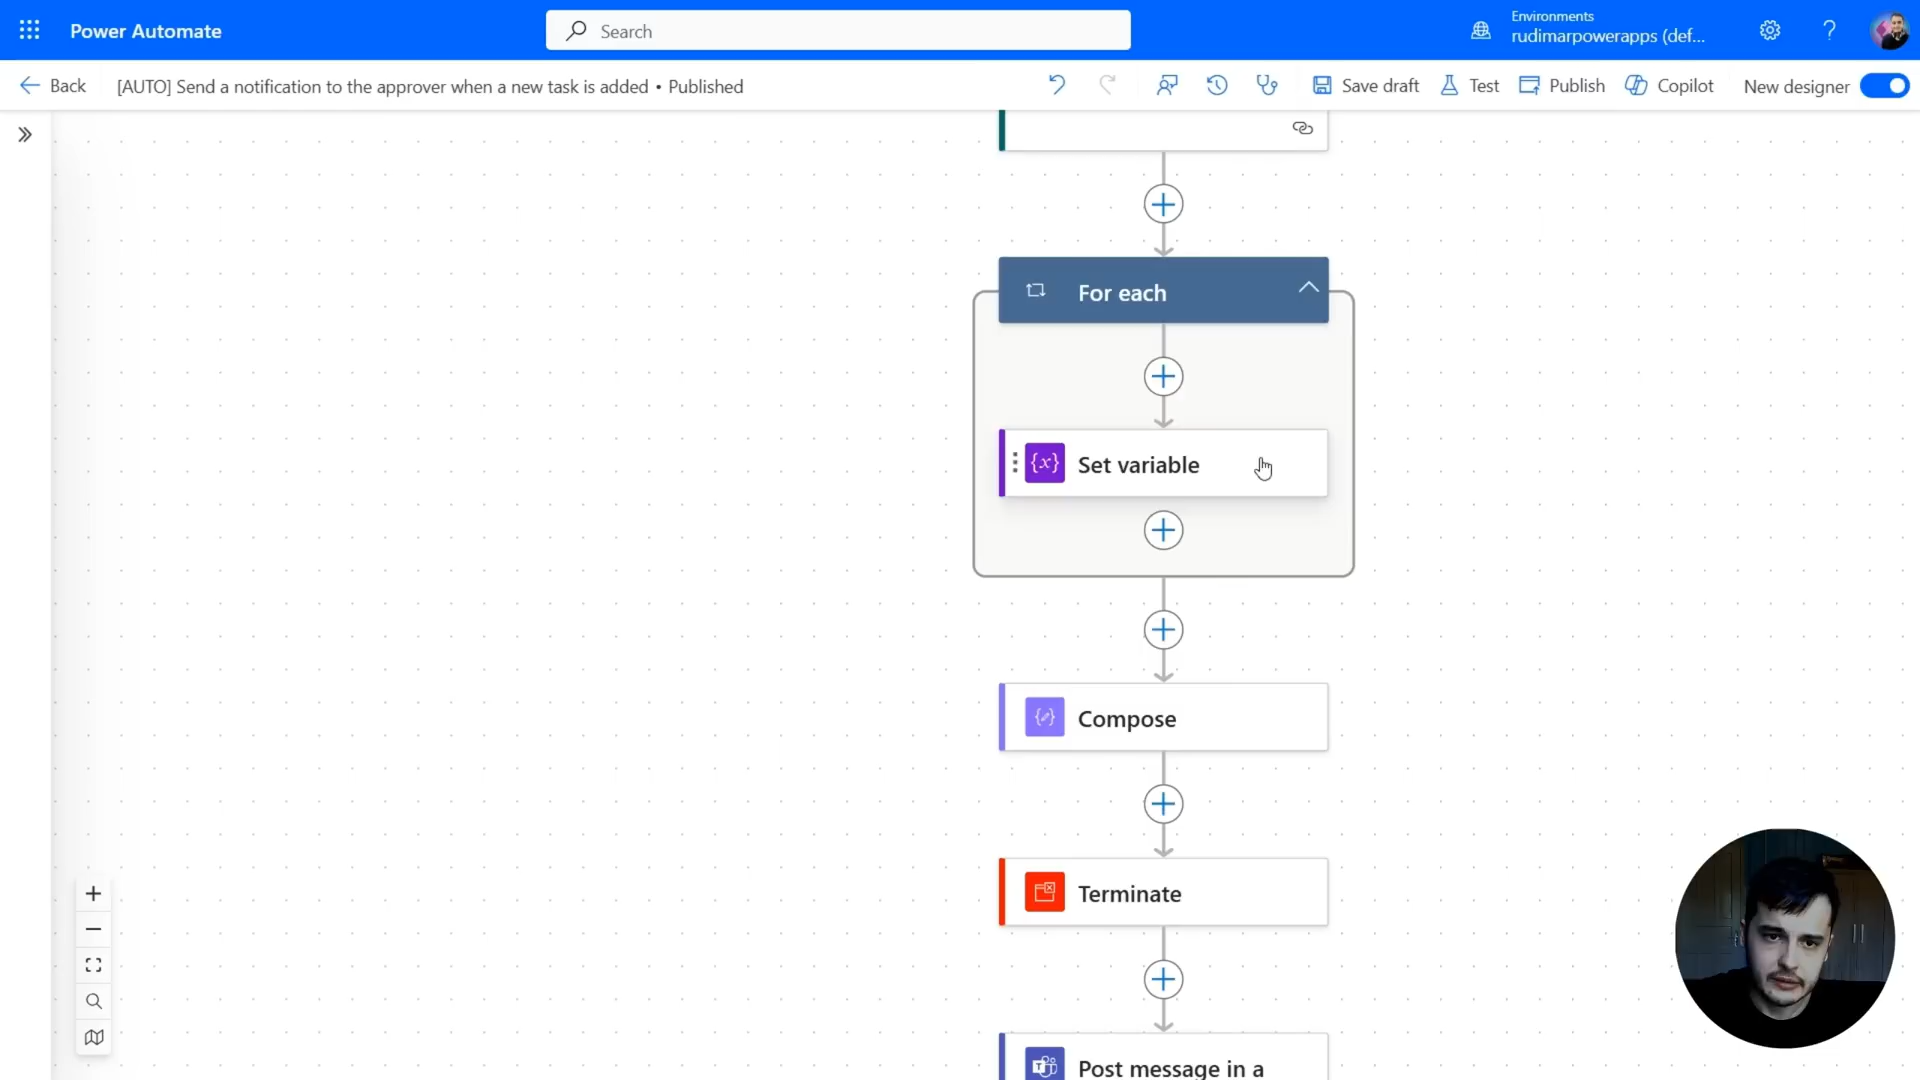 Power Automate
Search
Environments
rudimarpowerapps (def...
?
Back
[AUTO] Send a notification to the approver when a new task is added • Published
Save draft
Test
Publish
Copilot
New designer
For each
{x}
Set variable
Compose
Terminate
Post message in a